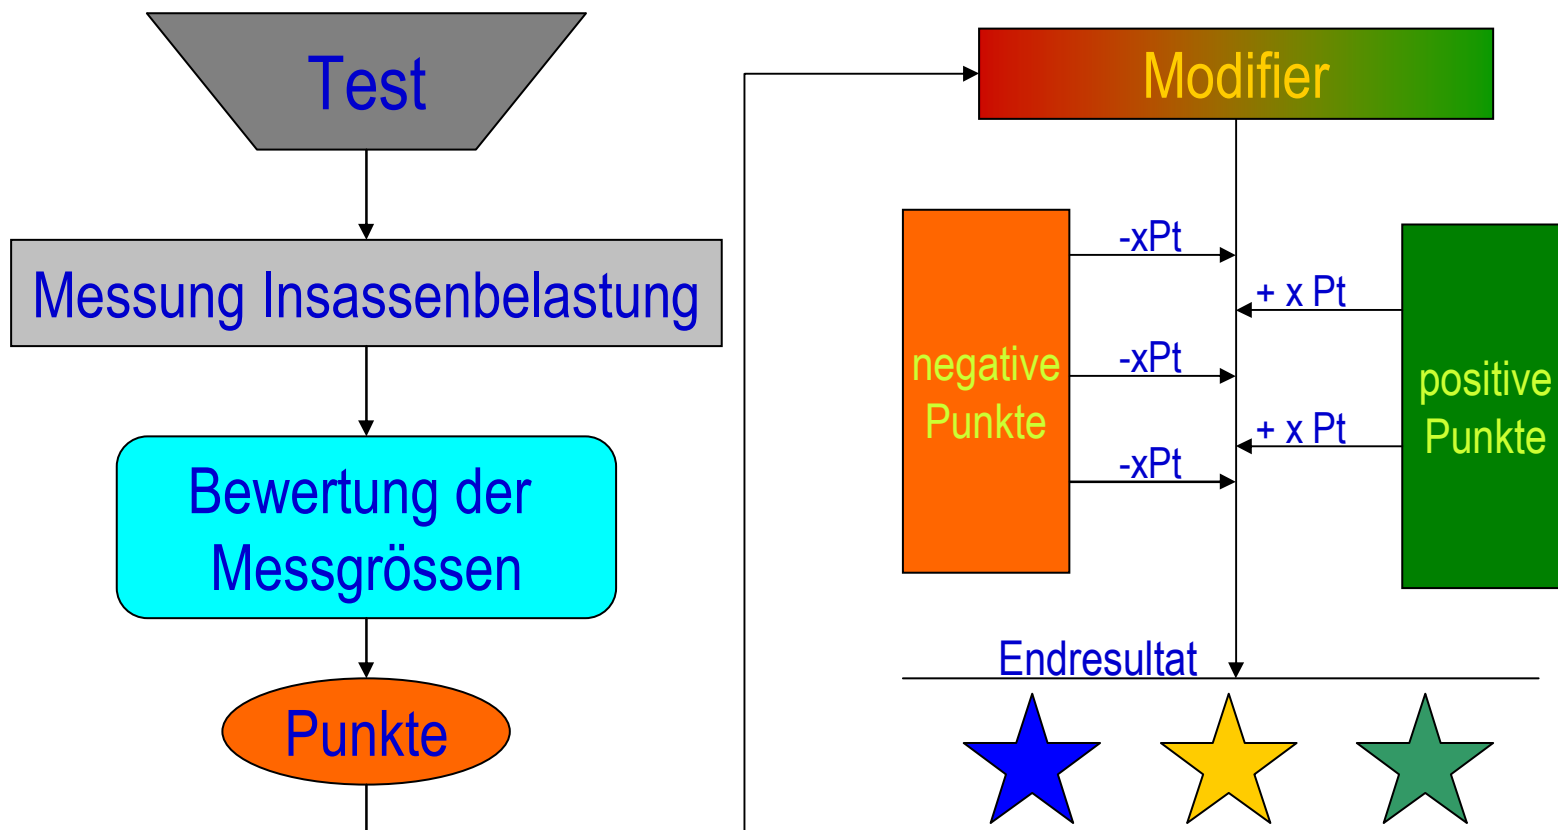 Test
Messung Insassenbelastung
Bewertung der
Messgrössen
Punkte
Modifier
negative
Punkte
-xPt
-xPt
-xPt
+ x Pt
+ x Pt
positive
Punkte
Endresultat